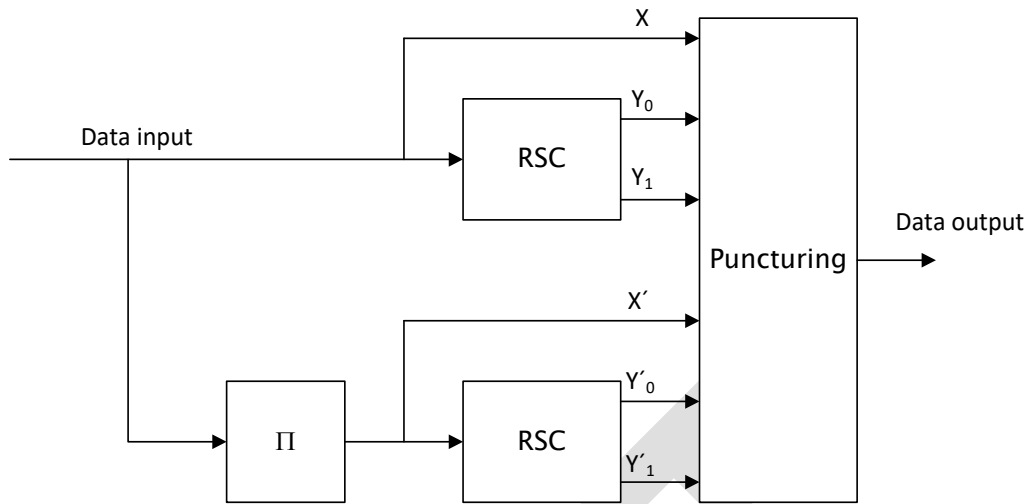 X
Y₀
Data input
RSC
Y₁
Data output
Puncturing
X´
Y´₀
Π
RSC
Y´₁